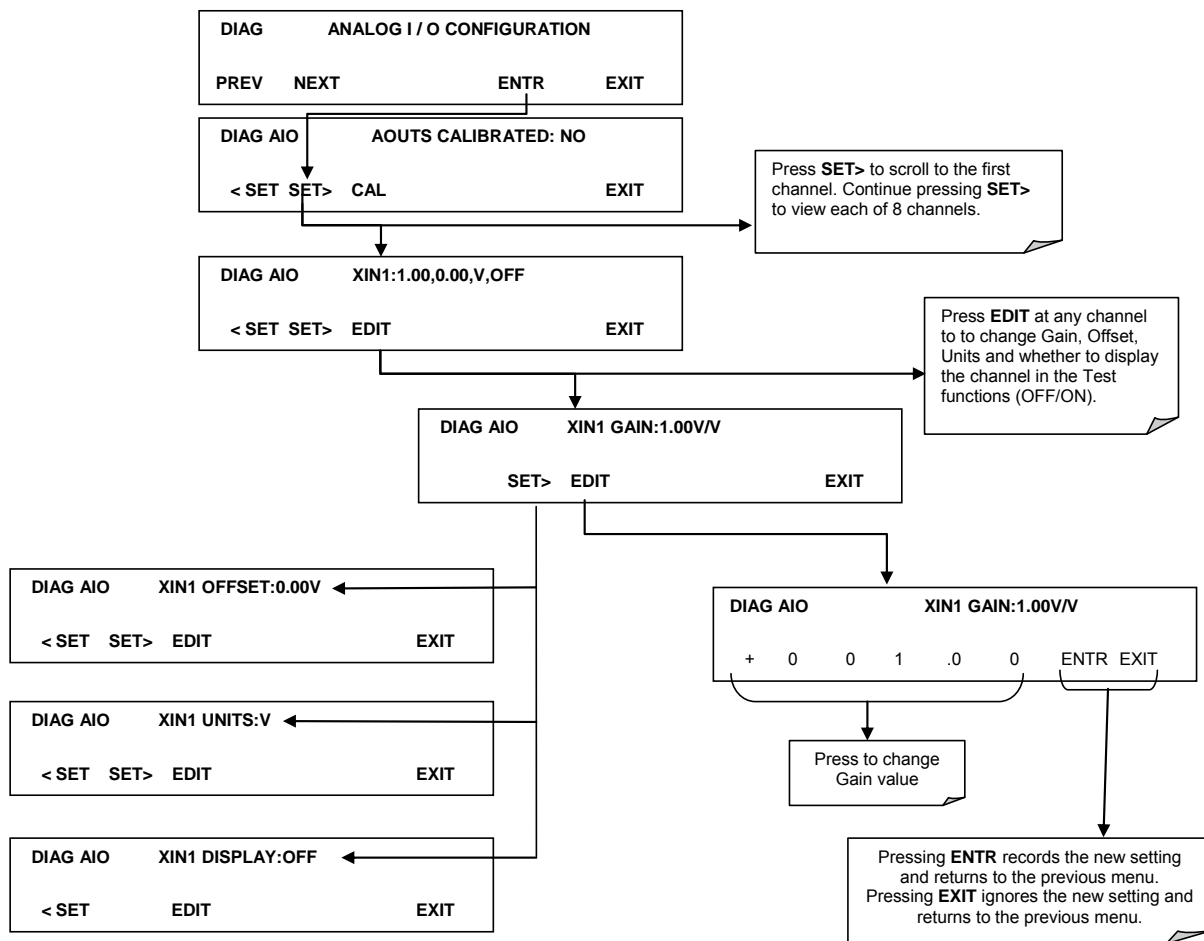 DIAG ANALOG I / O CONFIGURATION
PREV NEXT ENTR EXIT
DIAG AIO AOUTS CALIBRATED: NO
< SET SET> CAL EXIT
Press SET> to scroll to the first
channel. Continue pressing SET>
to view each of 8 channels.
DIAG AIO XIN1:1.00,0.00,V,OFF
< SET SET> EDIT EXIT
Press EDIT at any channel
to to change Gain, Offset,
Units and whether to display
the channel in the Test
functions (OFF/ON).
DIAG AIO XIN1 GAIN:1.00V/V
SET> EDIT EXIT
DIAG AIO XIN1 OFFSET:0.00V
< SET SET> EDIT EXIT
DIAG AIO XIN1 GAIN:1.00V/V
+ 0 0 1 .0 0 ENTR EXIT
DIAG AIO XIN1 UNITS:V
< SET SET> EDIT EXIT
Press to change
Gain value
DIAG AIO XIN1 DISPLAY:OFF
< SET EDIT EXIT
Pressing ENTR records the new setting
and returns to the previous menu.
Pressing EXIT ignores the new setting and
returns to the previous menu.